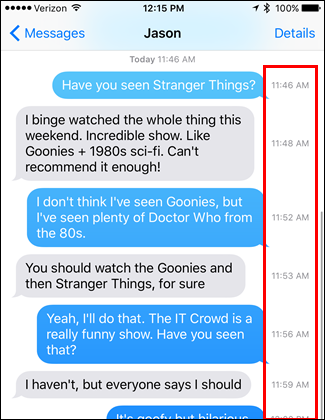 Verizon 12:15 PM
Messages Jason Details
Today 11:46 AM
Have you seen Stranger Things? 11:46 AM
I binge watched the whole thing this
weekend. Incredible show. Like
Goonies + 1980s sci-fi. Can't
recommend it enough!
11:48 AM
I don't think I've seen Goonies, but
I've seen plenty of Doctor Who from
the 80s.
11:52 AM
You should watch the Goonies and
then Stranger Things, for sure
11:53 AM
Yeah, I'll do that. The IT Crowd is a
really funny show. Have you seen
that?
11:56 AM
I haven't, but everyone says I should 11:59 AM
It's goofy but hilarious